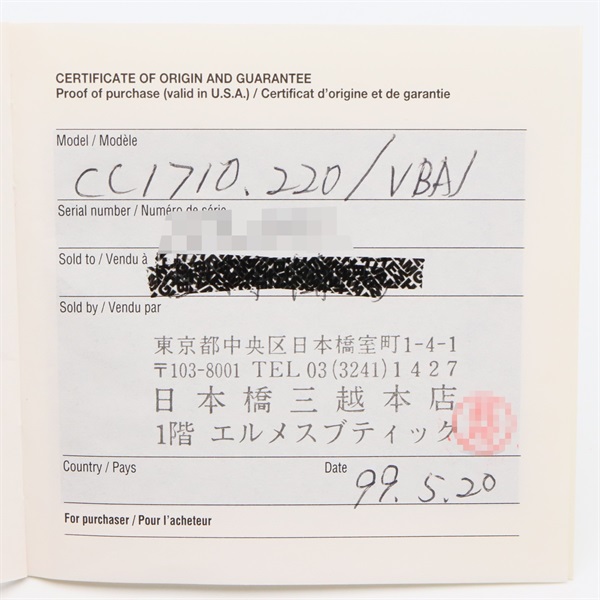 CERTIFICATE OF ORIGIN AND GUARANTEE
Proof of purchase (valid in U.S.A.) / Certificat d'origine et de garantie
Model / Modèle
CC1710.220/VBA/
Serial number / Numéro de série
Sold to / Vendu à
Sold by / Vendu par
東京都中央区日本橋室町1-4-1
〒103-8001 TEL 03(3241)1427
日本橋三越本店
1階 エルメスブティック
Country / Pays
Date
99.5.20
For purchaser / Pour l'acheteur